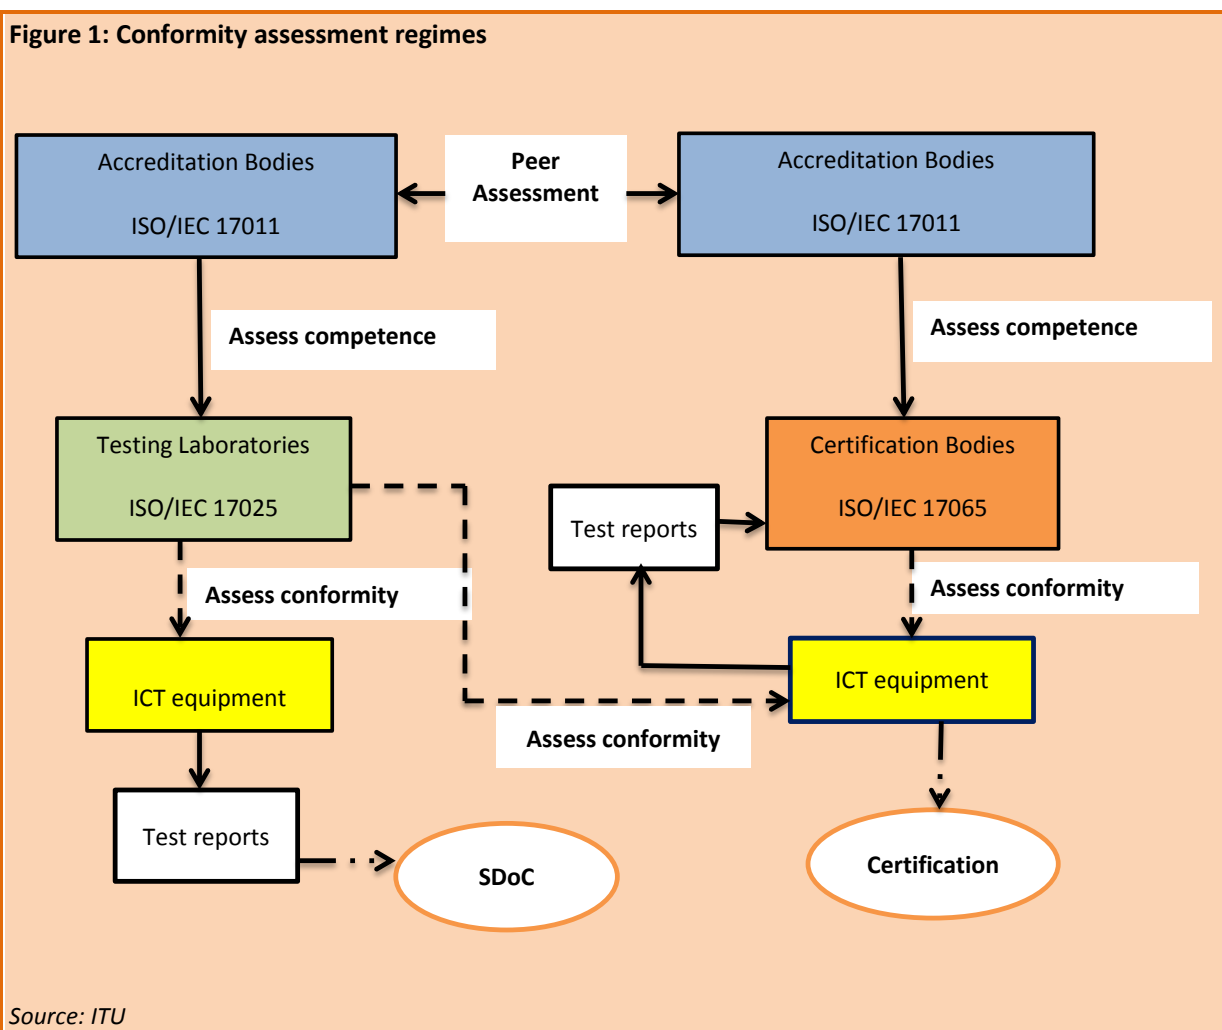 Figure 1: Conformity assessment regimes
Accreditation Bodies
ISO/IEC 17011
Peer
Assessment
Accreditation Bodies
ISO/IEC 17011
Assess competence
Assess competence
Testing Laboratories
ISO/IEC 17025
Certification Bodies
ISO/IEC 17065
Test reports
Assess conformity
Assess conformity
ICT equipment
ICT equipment
Assess conformity
Test reports
SDoC
Certification
Source: ITU